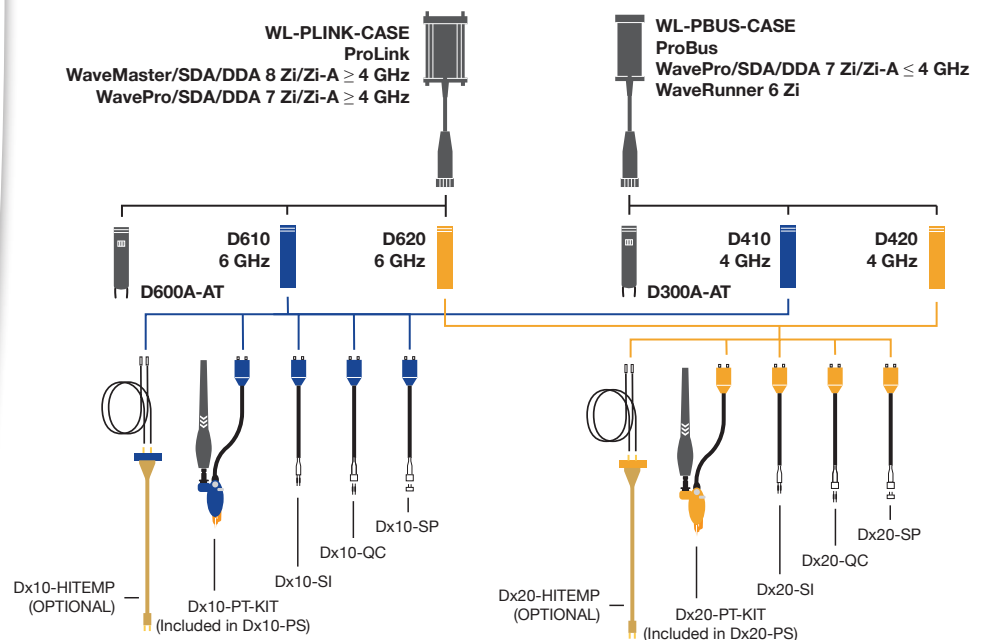 WL-PLINK-CASE
ProLink
WaveMaster/SDA/DDA 8 Zi/Zi-A ≥ 4 GHz
WavePro/SDA/DDA 7 Zi/Zi-A ≥ 4 GHz
WL-PBUS-CASE
ProBus
WavePro/SDA/DDA 7 Zi/Zi-A ≤ 4 GHz
WaveRunner 6 Zi
D600A-AT
D610
6 GHz
D620
6 GHz
D300A-AT
D410
4 GHz
D420
4 GHz
Dx10-HITEMP
(OPTIONAL)
Dx10-PT-KIT
(Included in Dx10-PS)
Dx10-SI
Dx10-QC
Dx10-SP
Dx20-HITEMP
(OPTIONAL)
Dx20-PT-KIT
(Included in Dx20-PS)
Dx20-SI
Dx20-QC
Dx20-SP